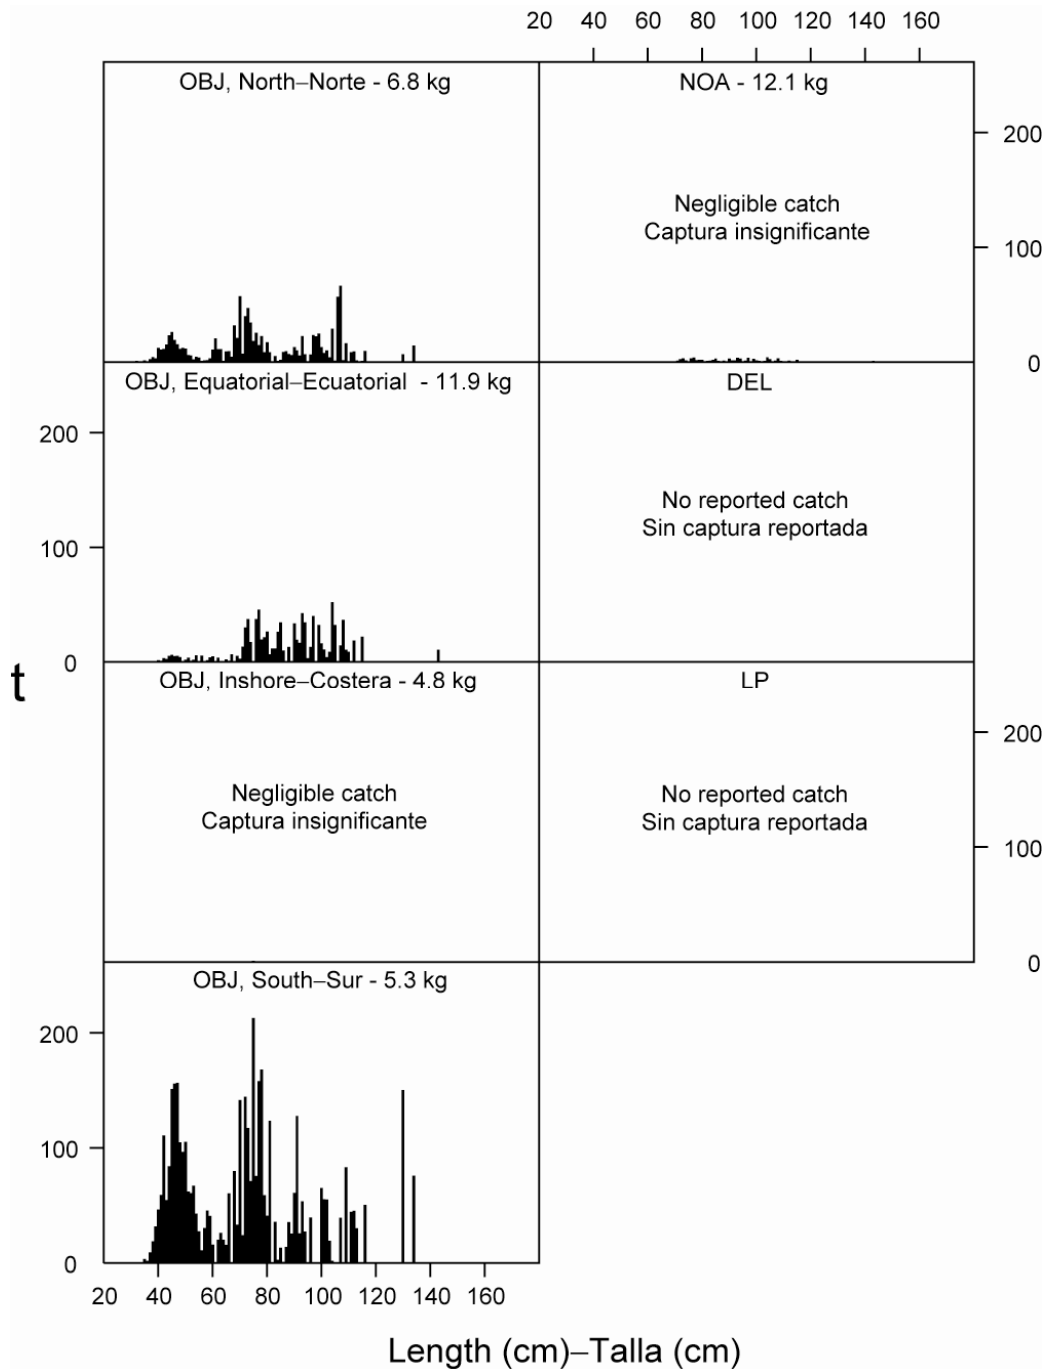 20 40 60 80 100 120 140 160
OBJ, North–Norte - 6.8 kg
NOA - 12.1 kg
200
Negligible catch
Captura insignificante
100
0
OBJ, Equatorial–Ecuatorial - 11.9 kg
DEL
200
No reported catch
Sin captura reportada
100
0
t
OBJ, Inshore–Costera - 4.8 kg
LP
200
Negligible catch
Captura insignificante
No reported catch
Sin captura reportada
100
0
OBJ, South–Sur - 5.3 kg
200
100
0
20 40 60 80 100 120 140 160
Length (cm)–Talla (cm)